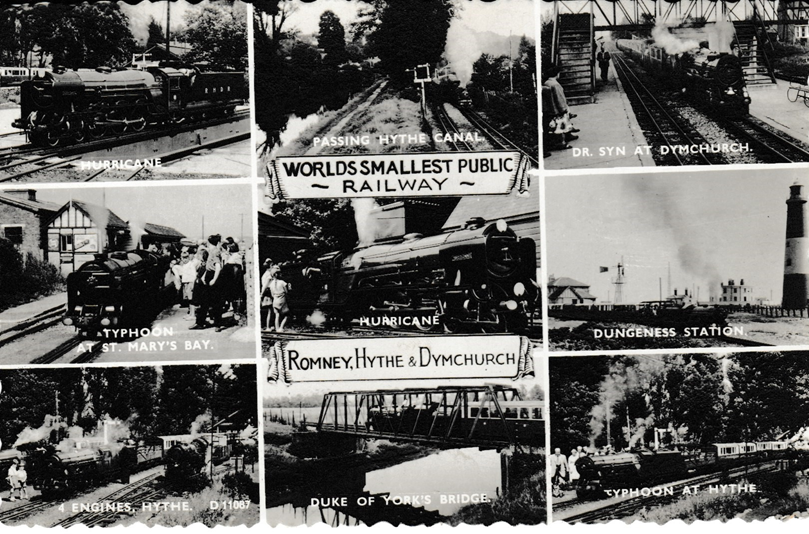 HURRICANE
PASSING HYTHE CANAL.
DR. SYN AT DYMCHURCH.
WORLDS SMALLEST PUBLIC
~ RAILWAY ~
TYPHOON
AT ST. MARY'S BAY.
HURRICANE
DUNGENESS STATION.
ROMNEY, HYTHE & DYMCHURCH
4 ENGINES, HYTHE. D.11087
DUKE OF YORK'S BRIDGE.
TYPHOON AT HYTHE.